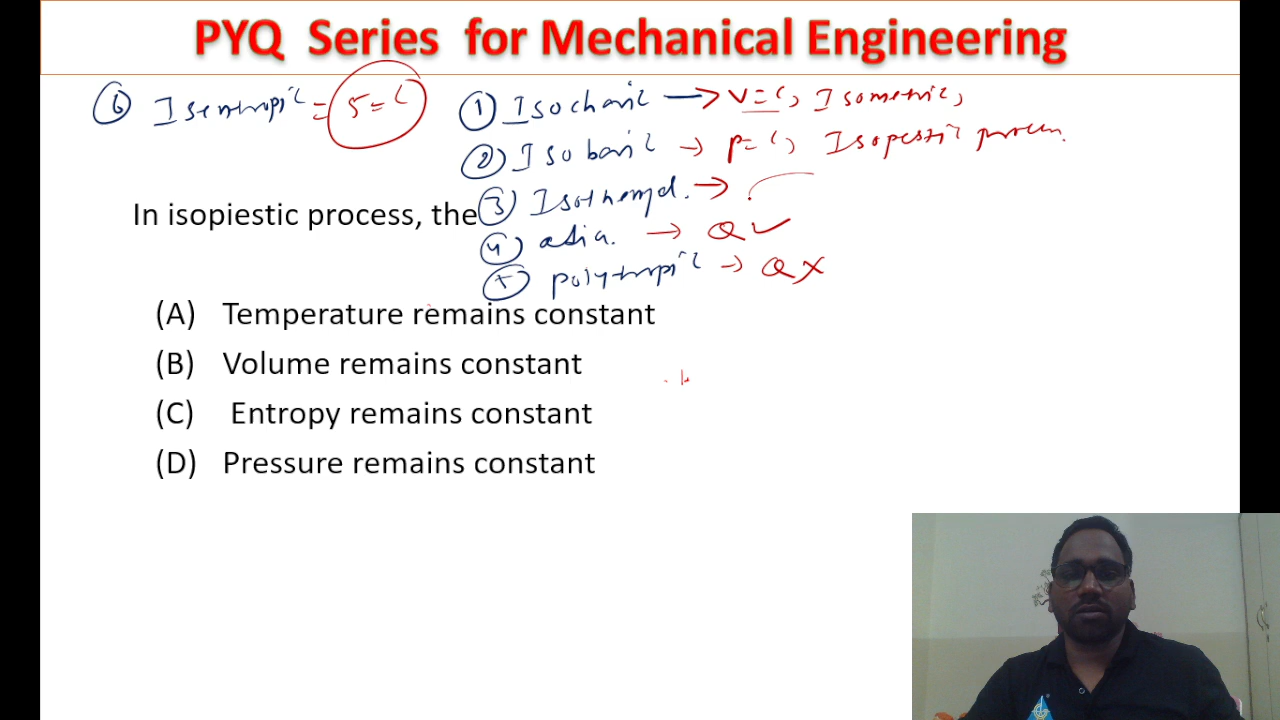 PYQ Series for Mechanical Engineering
⑥ Isentropic = S = C
① Isochoric → V = C, Isometric,
② Isobaric → P = C, Isopestic process.
③ Isothermal. →
④ adia. → Q ✓
⑤ polytropic → Q ✗
In isopiestic process, the
(A) Temperature remains constant
(B) Volume remains constant
(C) Entropy remains constant
(D) Pressure remains constant